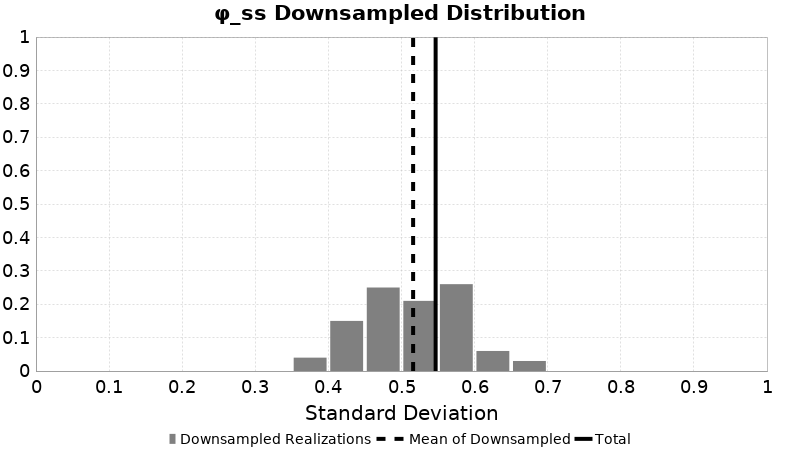 φ_ss Downsampled Distribution
1
0.9
0.8
0.7
0.6
0.5
0.4
0.3
0.2
0.1
0
0 0.1 0.2 0.3 0.4 0.5 0.6 0.7 0.8 0.9 1
Standard Deviation
Downsampled Realizations Mean of Downsampled Total